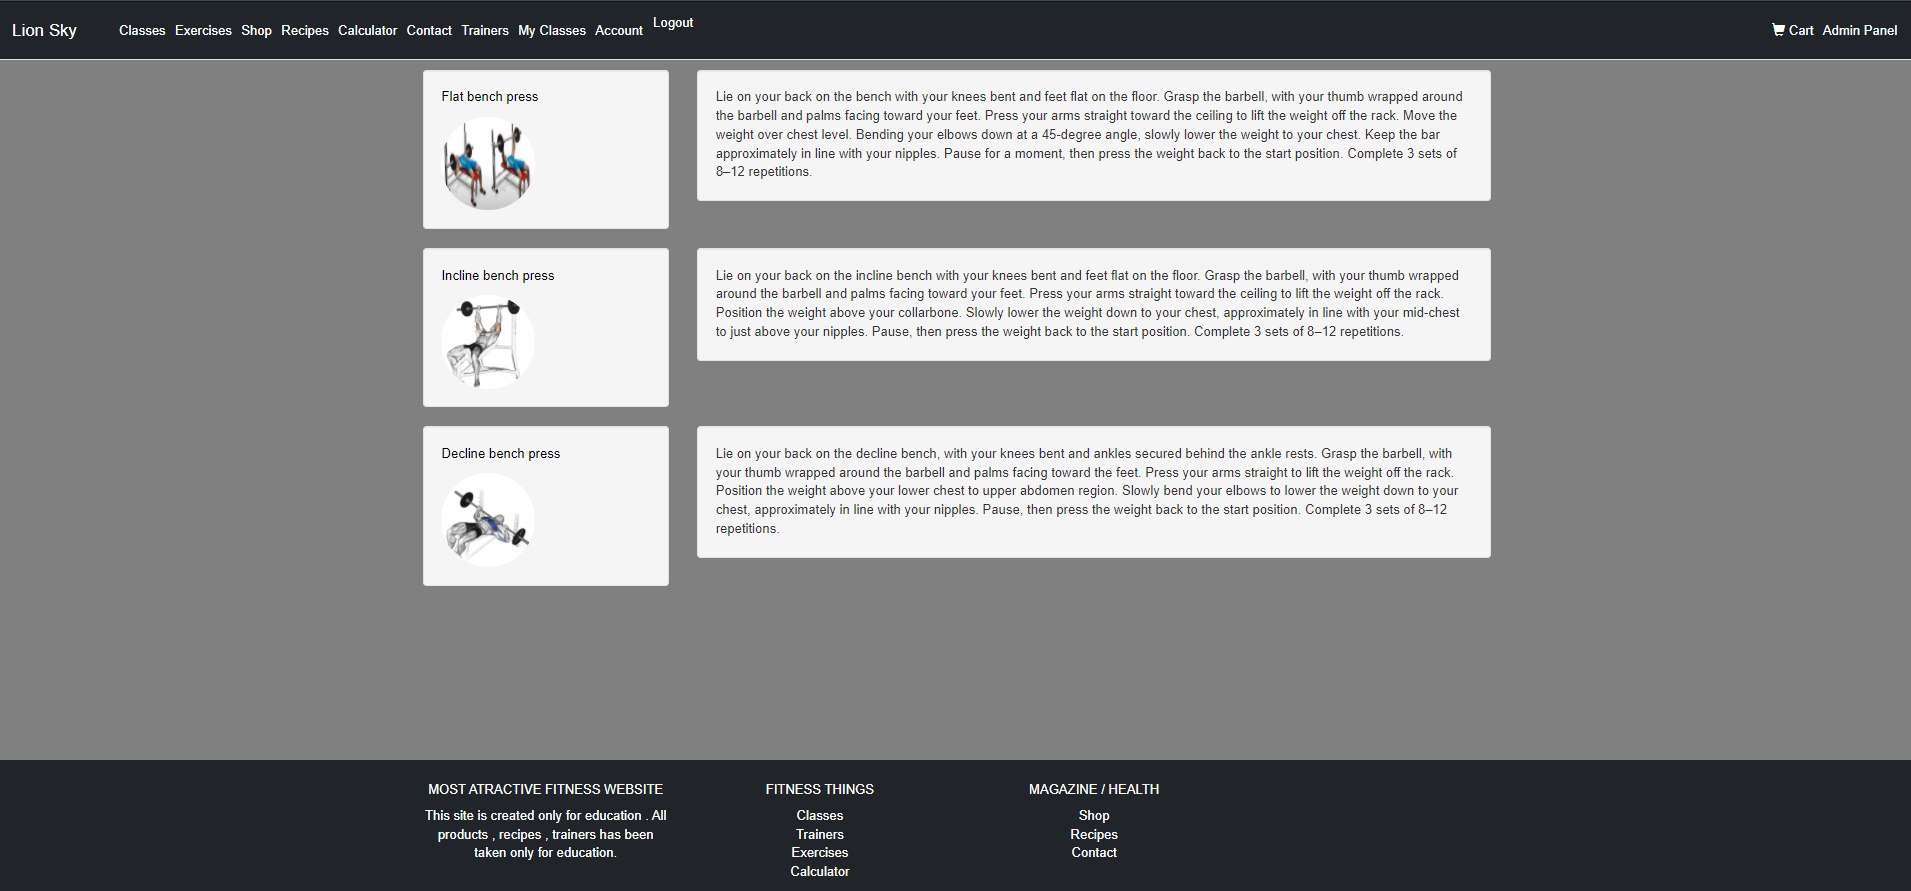 Lion Sky
Classes Exercises Shop Recipes Calculator Contact Trainers My Classes Account Logout
Cart Admin Panel
Flat bench press
Lie on your back on the bench with your knees bent and feet flat on the floor. Grasp the barbell, with your thumb wrapped around
the barbell and palms facing toward your feet. Press your arms straight toward the ceiling to lift the weight off the rack. Move the
weight over chest level. Bending your elbows down at a 45-degree angle, slowly lower the weight to your chest. Keep the bar
approximately in line with your nipples. Pause for a moment, then press the weight back to the start position. Complete 3 sets of
8–12 repetitions.
Incline bench press
Lie on your back on the incline bench with your knees bent and feet flat on the floor. Grasp the barbell, with your thumb wrapped
around the barbell and palms facing toward your feet. Press your arms straight toward the ceiling to lift the weight off the rack.
Position the weight above your collarbone. Slowly lower the weight down to your chest, approximately in line with your mid-chest
to just above your nipples. Pause, then press the weight back to the start position. Complete 3 sets of 8–12 repetitions.
Decline bench press
Lie on your back on the decline bench, with your knees bent and ankles secured behind the ankle rests. Grasp the barbell, with
your thumb wrapped around the barbell and palms facing toward the feet. Press your arms straight to lift the weight off the rack.
Position the weight above your lower chest to upper abdomen region. Slowly bend your elbows to lower the weight down to your
chest, approximately in line with your nipples. Pause, then press the weight back to the start position. Complete 3 sets of 8–12
repetitions.
MOST ATRACTIVE FITNESS WEBSITE
This site is created only for education . All
products , recipes , trainers has been
taken only for education.
FITNESS THINGS
Classes
Trainers
Exercises
Calculator
MAGAZINE / HEALTH
Shop
Recipes
Contact